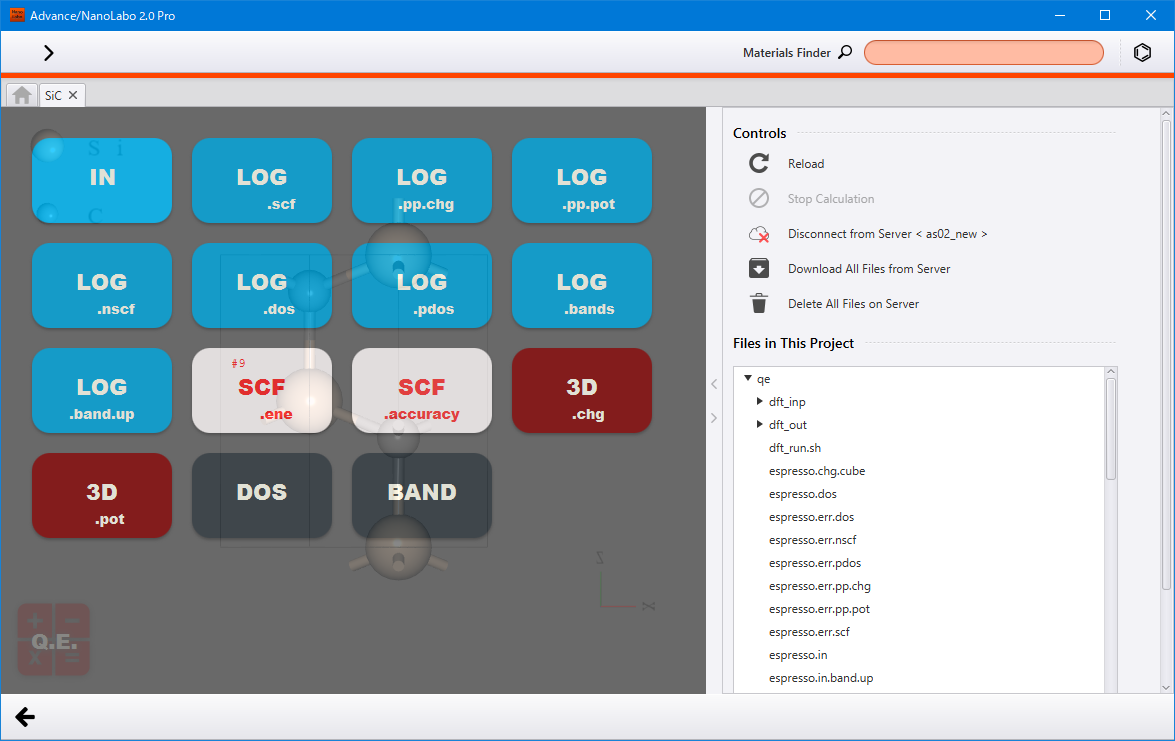 Advance/NanoLabo 2.0 Pro
Materials Finder
SiC
Si
C
IN
LOG
.scf
LOG
.pp.chg
LOG
.pp.pot
LOG
.nscf
LOG
.dos
LOG
.pdos
LOG
.bands
LOG
.band.up
#9
SCF
.ene
SCF
.accuracy
3D
.chg
3D
.pot
DOS
BAND
Z
X
Q.E.
Controls
Reload
Stop Calculation
Disconnect from Server < as02_new >
Download All Files from Server
Delete All Files on Server
Files in This Project
qe
dft_inp
dft_out
dft_run.sh
espresso.chg.cube
espresso.dos
espresso.err.dos
espresso.err.nscf
espresso.err.pdos
espresso.err.pp.chg
espresso.err.pp.pot
espresso.err.scf
espresso.in
espresso.in.band.up